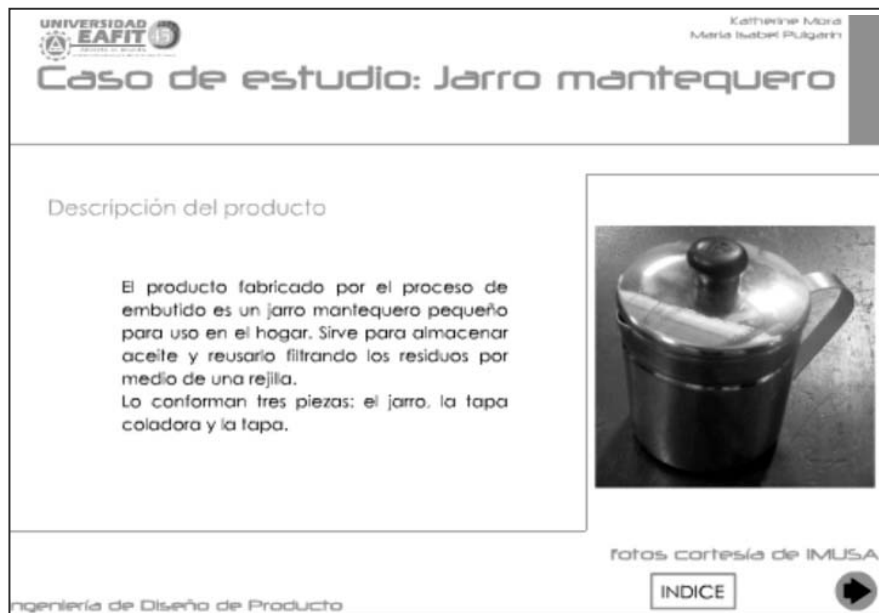 UNIVERSIDAD
EAFIT
Katherine Mora
María Isabel Pulgarín
Caso de estudio: Jarro mantequero
Descripción del producto
El producto fabricado por el proceso de
embutido es un jarro mantequero pequeño
para uso en el hogar. Sirve para almacenar
aceite y reusarlo filtrando los residuos por
medio de una rejilla.
Lo conforman tres piezas: el jarro, la tapa
coladora y la tapa.
Fotos cortesía de IMUSA
INDICE
ngeniería de Diseño de Producto